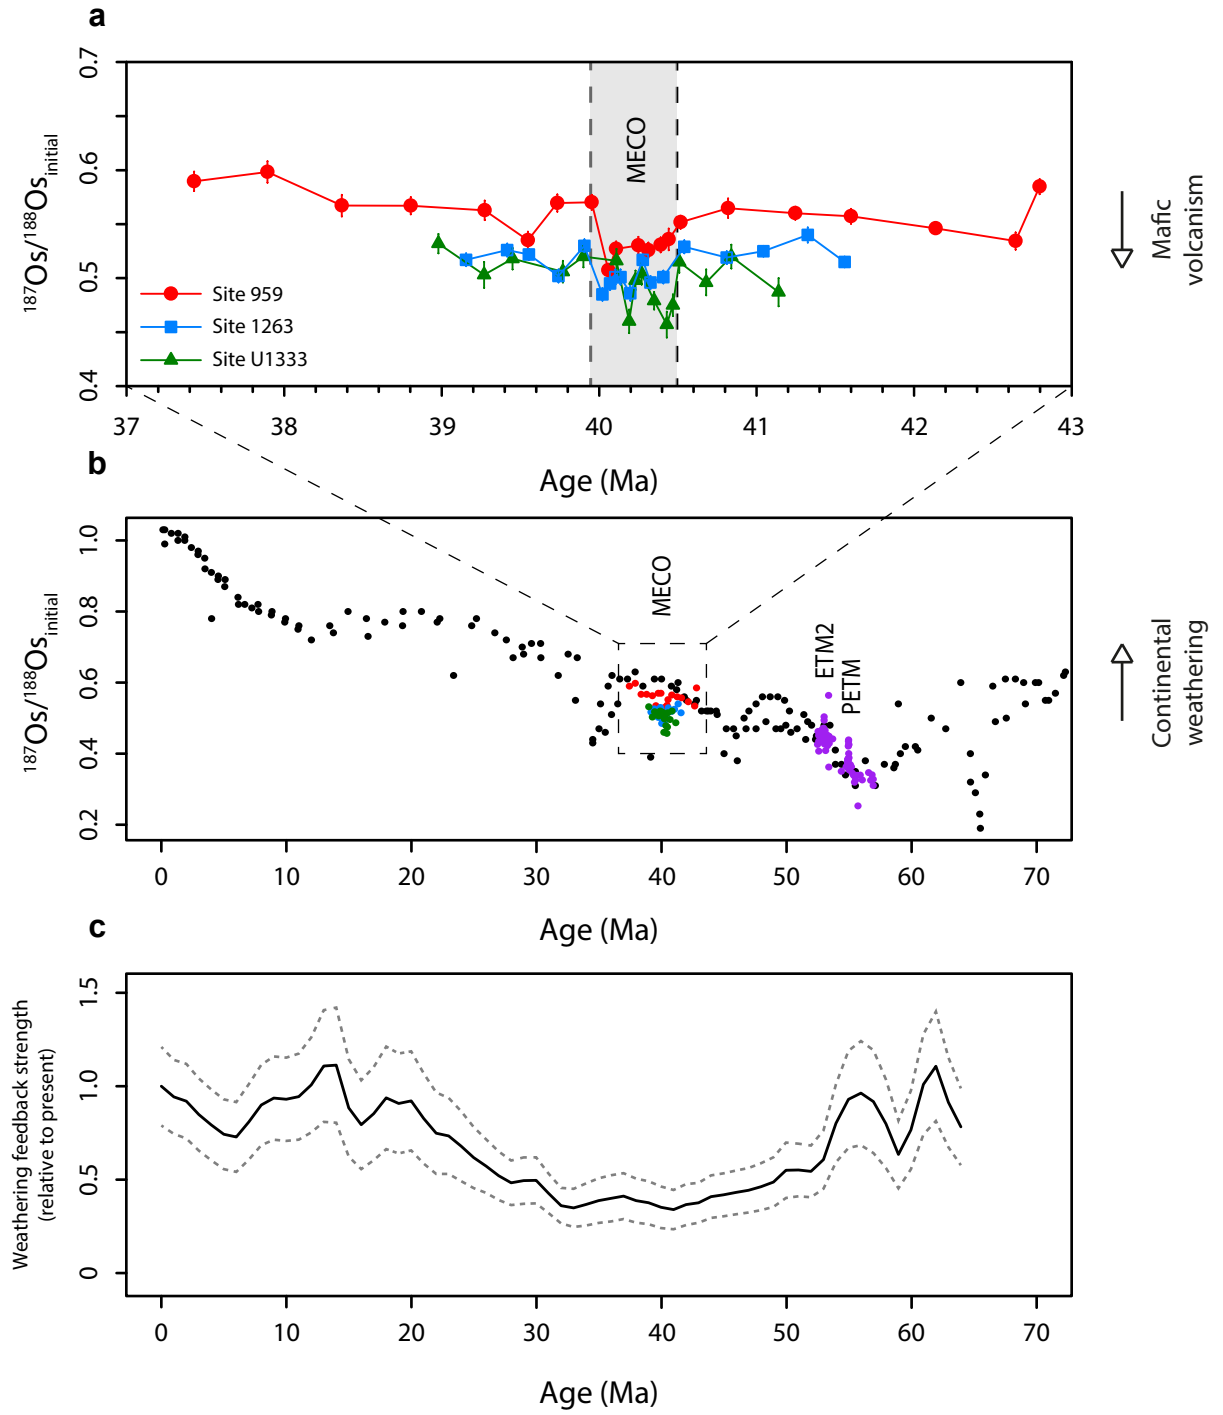 a
0.7
0.6
0.5
0.4
187Os/188Osinitial
MECO
Site 959
Site 1263
Site U1333
Mafic
volcanism
37 38 39 40 41 42 43
Age (Ma)
b
1.0
0.8
0.6
0.4
0.2
187Os/188Osinitial
MECO
ETM2
PETM
Continental
weathering
0 10 20 30 40 50 60 70
Age (Ma)
c
1.5
1.0
0.5
0
Weathering feedback strength
(relative to present)
0 10 20 30 40 50 60 70
Age (Ma)